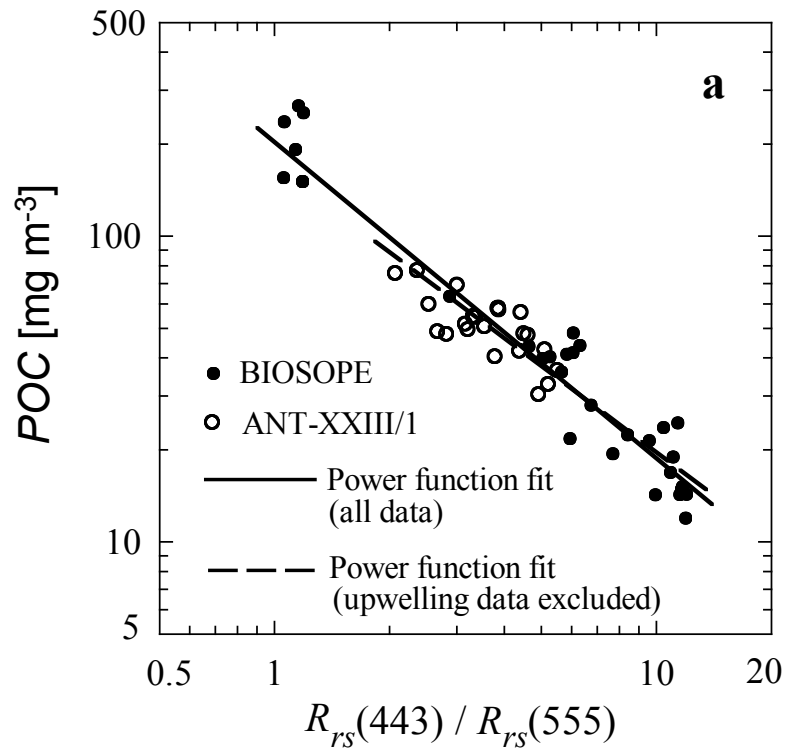 500
a
100
POC [mg m-3]
BIOSOPE
ANT-XXIII/1
Power function fit
(all data)
10
Power function fit
(upwelling data excluded)
5
0.5 1 10 20
Rrs(443) / Rrs(555)